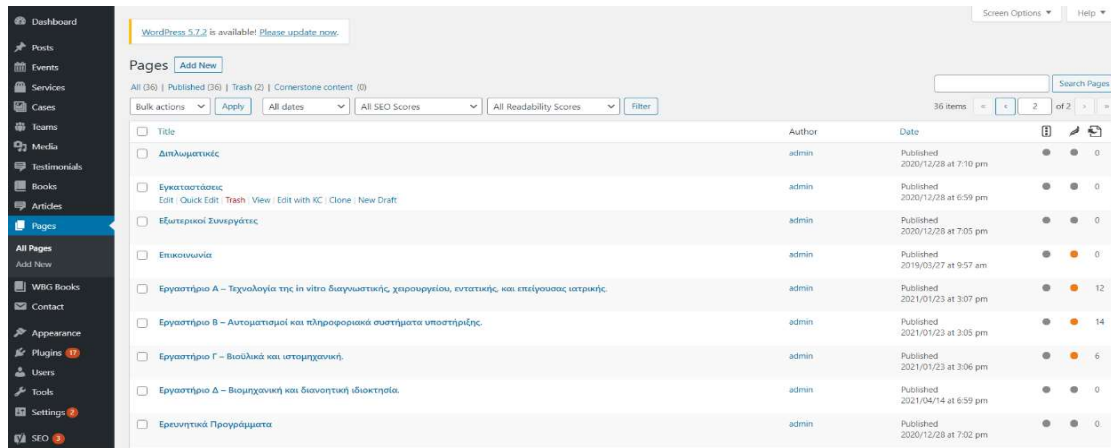 Dashboard
Posts
Events
Services
Cases
Teams
Media
Testimonials
Books
Articles
Pages
All Pages
Add New
WBG Books
Contact
Appearance
Plugins 17
Users
Tools
Settings 2
SEO 3
Screen Options ▼ Help ▼
WordPress 5.7.2 is available! Please update now.
Pages Add New
All (36) | Published (36) | Trash (2) | Cornerstone content (0)
Search Pages
Bulk actions Apply All dates All SEO Scores All Readability Scores Filter 36 items « ‹ 2 of 2 › »
Title Author Date
Διπλωματικές admin Published 0
2020/12/28 at 7:10 pm
Εγκαταστάσεις admin Published 0
Edit | Quick Edit | Trash | View | Edit with KC | Clone | New Draft 2020/12/28 at 6:59 pm
Εξωτερικοί Συνεργάτες admin Published 0
2020/12/28 at 7:05 pm
Επικοινωνία admin Published 0
2019/03/27 at 9:57 am
Εργαστήριο Α – Τεχνολογία της in vitro διαγνωστικής, χειρουργείου, εντατικής, και επείγουσας ιατρικής. admin Published 12
2021/01/23 at 3:07 pm
Εργαστήριο Β – Αυτοματισμοί και πληροφοριακά συστήματα υποστήριξης. admin Published 14
2021/01/23 at 3:05 pm
Εργαστήριο Γ – Βιοϋλικά και ιστομηχανική. admin Published 6
2021/01/23 at 3:06 pm
Εργαστήριο Δ – Βιομηχανική και διανοητική ιδιοκτησία. admin Published 0
2021/04/14 at 6:59 pm
Ερευνητικά Προγράμματα admin Published 0
2020/12/28 at 7:02 pm